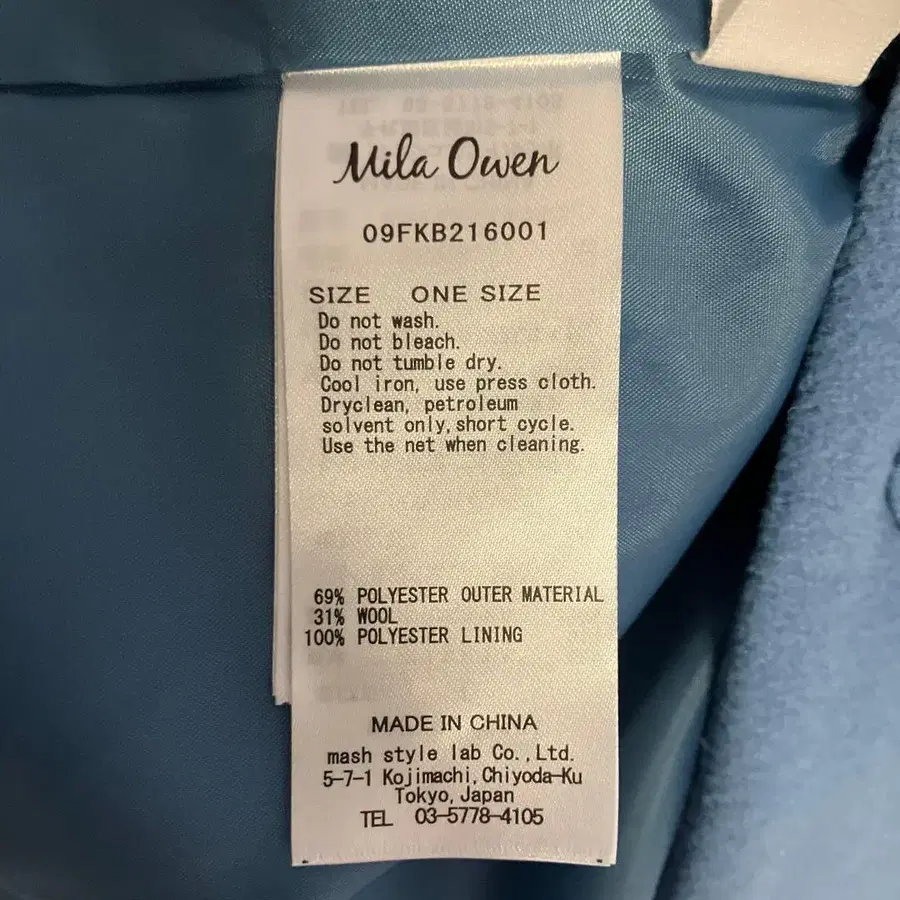 Mila Owen
09FKB216001
SIZE ONE SIZE
Do not wash.
Do not bleach.
Do not tumble dry.
Cool iron, use press cloth.
Dryclean, petroleum
solvent only, short cycle.
Use the net when cleaning.
69% POLYESTER OUTER MATERIAL
31% WOOL
100% POLYESTER LINING
MADE IN CHINA
mash style lab Co.,Ltd.
5-7-1 Kojimachi,Chiyoda-Ku
Tokyo,Japan
TEL 03-5778-4105